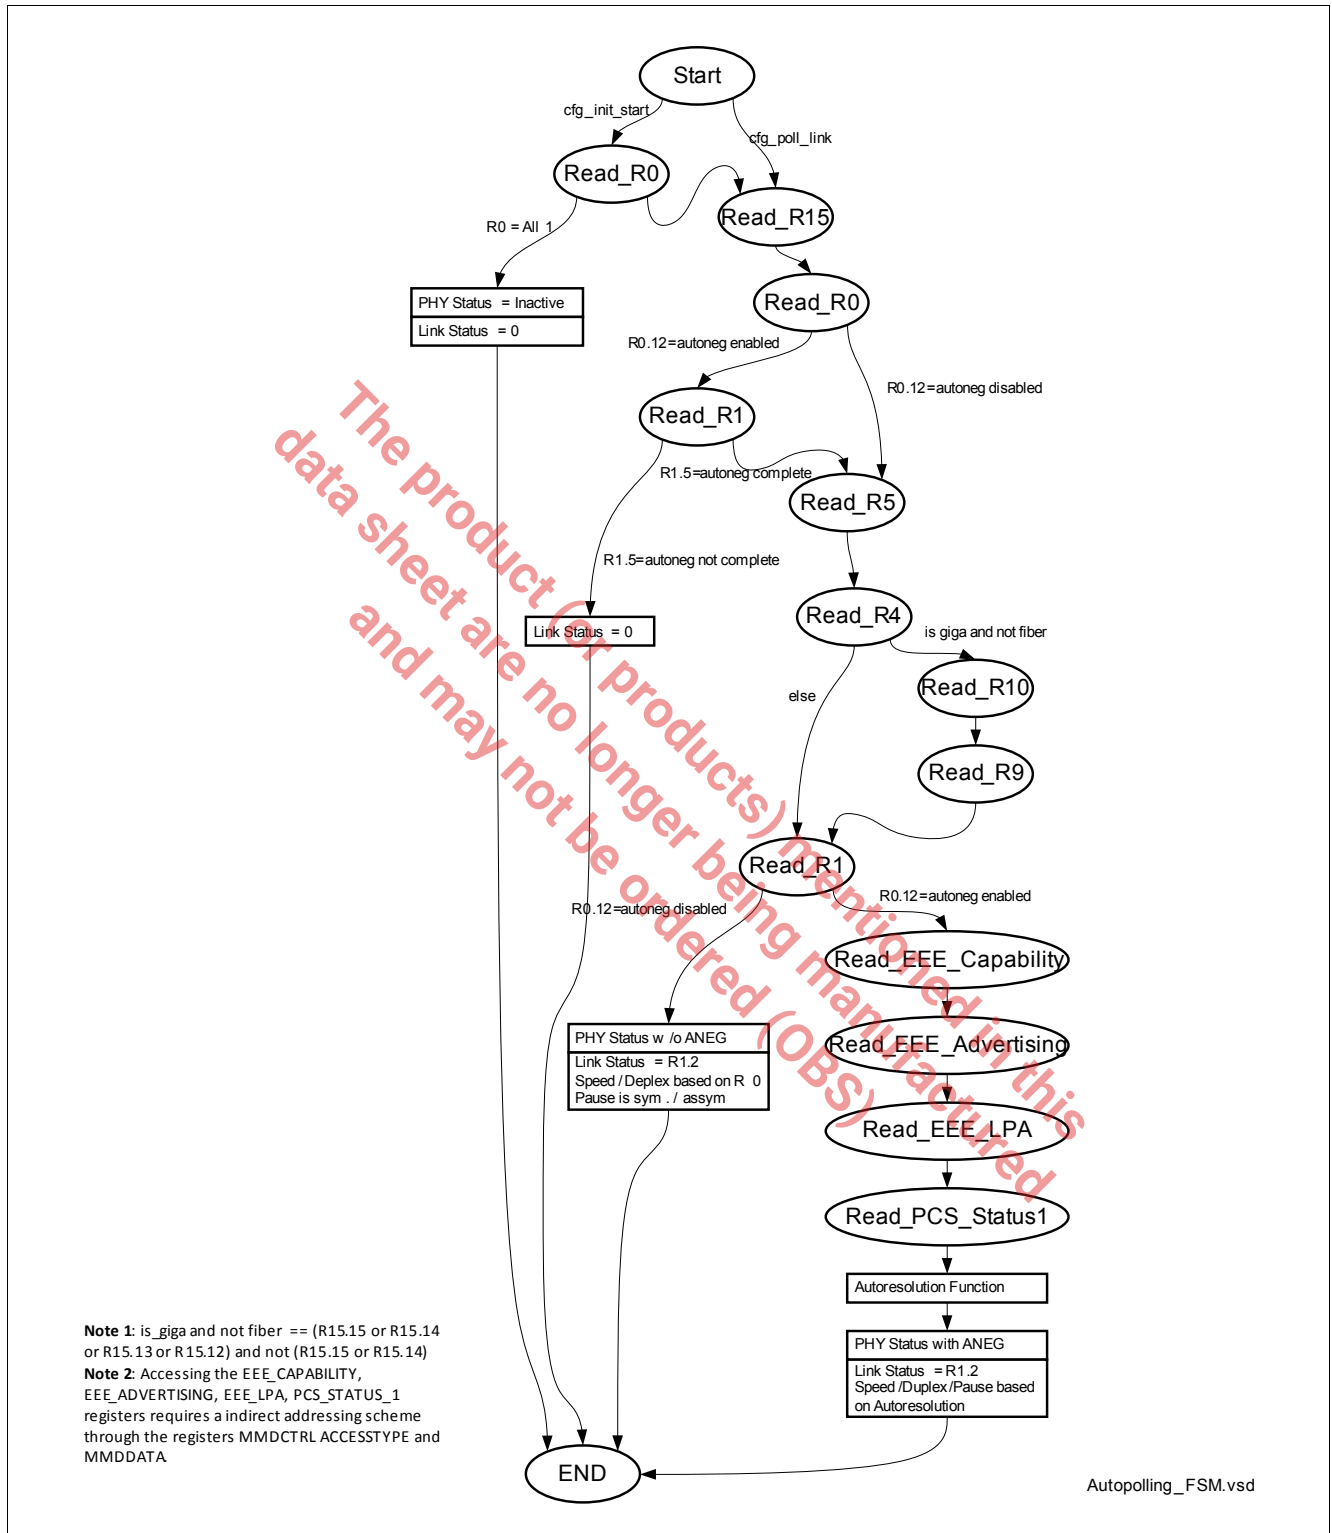 Start
cfg_init_start
cfg_poll_link
Read_R0
Read_R15
R0 = All 1
PHY Status = Inactive
Link Status = 0
Read_R0
R0.12=autoneg enabled
R0.12=autoneg disabled
Read_R1
R1.5=autoneg complete
Read_R5
R1.5=autoneg not complete
Link Status = 0
Read_R4
is giga and not fiber
Read_R10
else
Read_R9
Read_R1
R0.12=autoneg disabled
R0.12=autoneg enabled
Read_EEE_Capability
PHY Status w /o ANEG
Link Status = R1.2
Speed / Deplex based on R 0
Pause is sym . / assym
Read_EEE_Advertising
Read_EEE_LPA
Read_PCS_Status1
Autoresolution Function
PHY Status with ANEG
Link Status = R1.2
Speed /Duplex /Pause based
on Autoresolution
END
Note 1: is_giga and not fiber == (R15.15 or R15.14
or R15.13 or R15.12) and not (R15.15 or R15.14)
Note 2: Accessing the EEE_CAPABILITY,
EEE_ADVERTISING, EEE_LPA, PCS_STATUS_1
registers requires a indirect addressing scheme
through the registers MMDCTRL ACCESSTYPE and
MMDDATA.
Autopolling_FSM.vsd
The product (or products) mentioned in this
data sheet are no longer being manufactured
and may not be ordered (OBS)